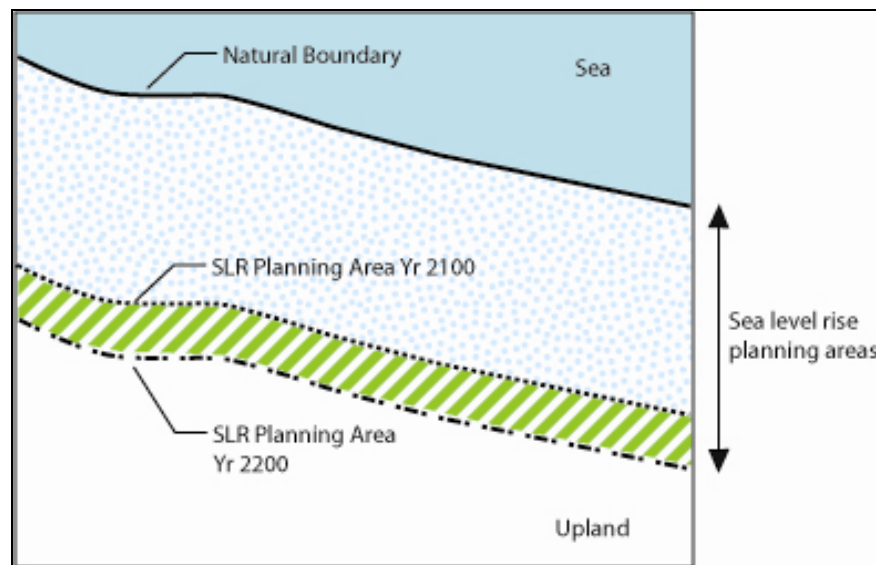 Natural Boundary
Sea
SLR Planning Area Yr 2100
Sea level rise
planning areas
SLR Planning Area
Yr 2200
Upland